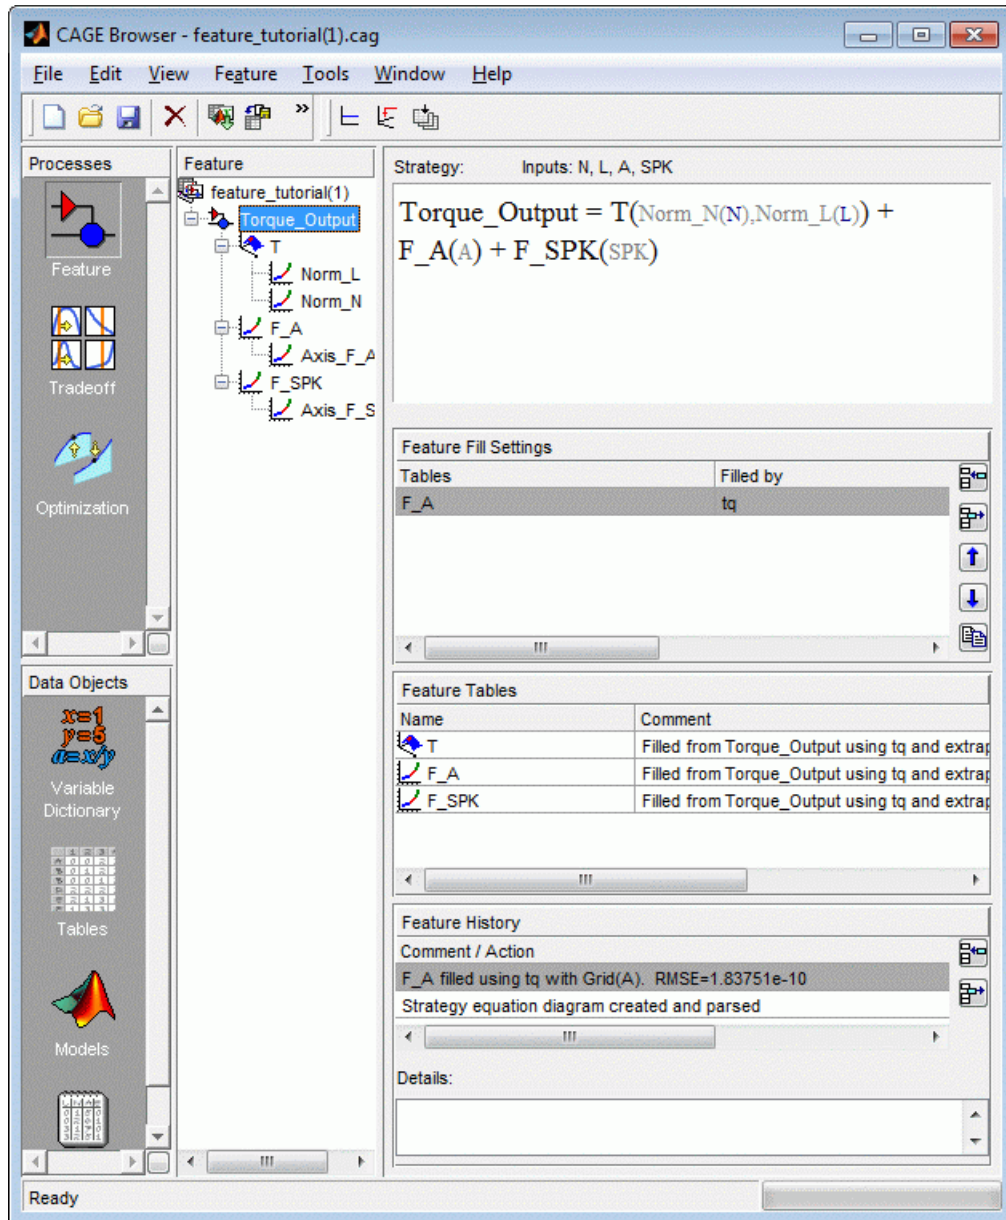 CAGE Browser - feature_tutorial(1).cag
File Edit View Feature Tools Window Help
»
Processes
Feature
Tradeoff
Optimization
Data Objects
x=1
y=5
a=x/y
Variable
Dictionary
Tables
Models
Feature
feature_tutorial(1)
Torque_Output
T
Norm_L
Norm_N
F_A
Axis_F_A
F_SPK
Axis_F_S
Strategy: Inputs: N, L, A, SPK
Torque_Output = T(Norm_N(N),Norm_L(L)) +
F_A(A) + F_SPK(SPK)
Feature Fill Settings
Tables Filled by
F_A tq
Feature Tables
Name Comment
T Filled from Torque_Output using tq and extrap
F_A Filled from Torque_Output using tq and extrap
F_SPK Filled from Torque_Output using tq and extrap
Feature History
Comment / Action
F_A filled using tq with Grid(A). RMSE=1.83751e-10
Strategy equation diagram created and parsed
Details:
Ready